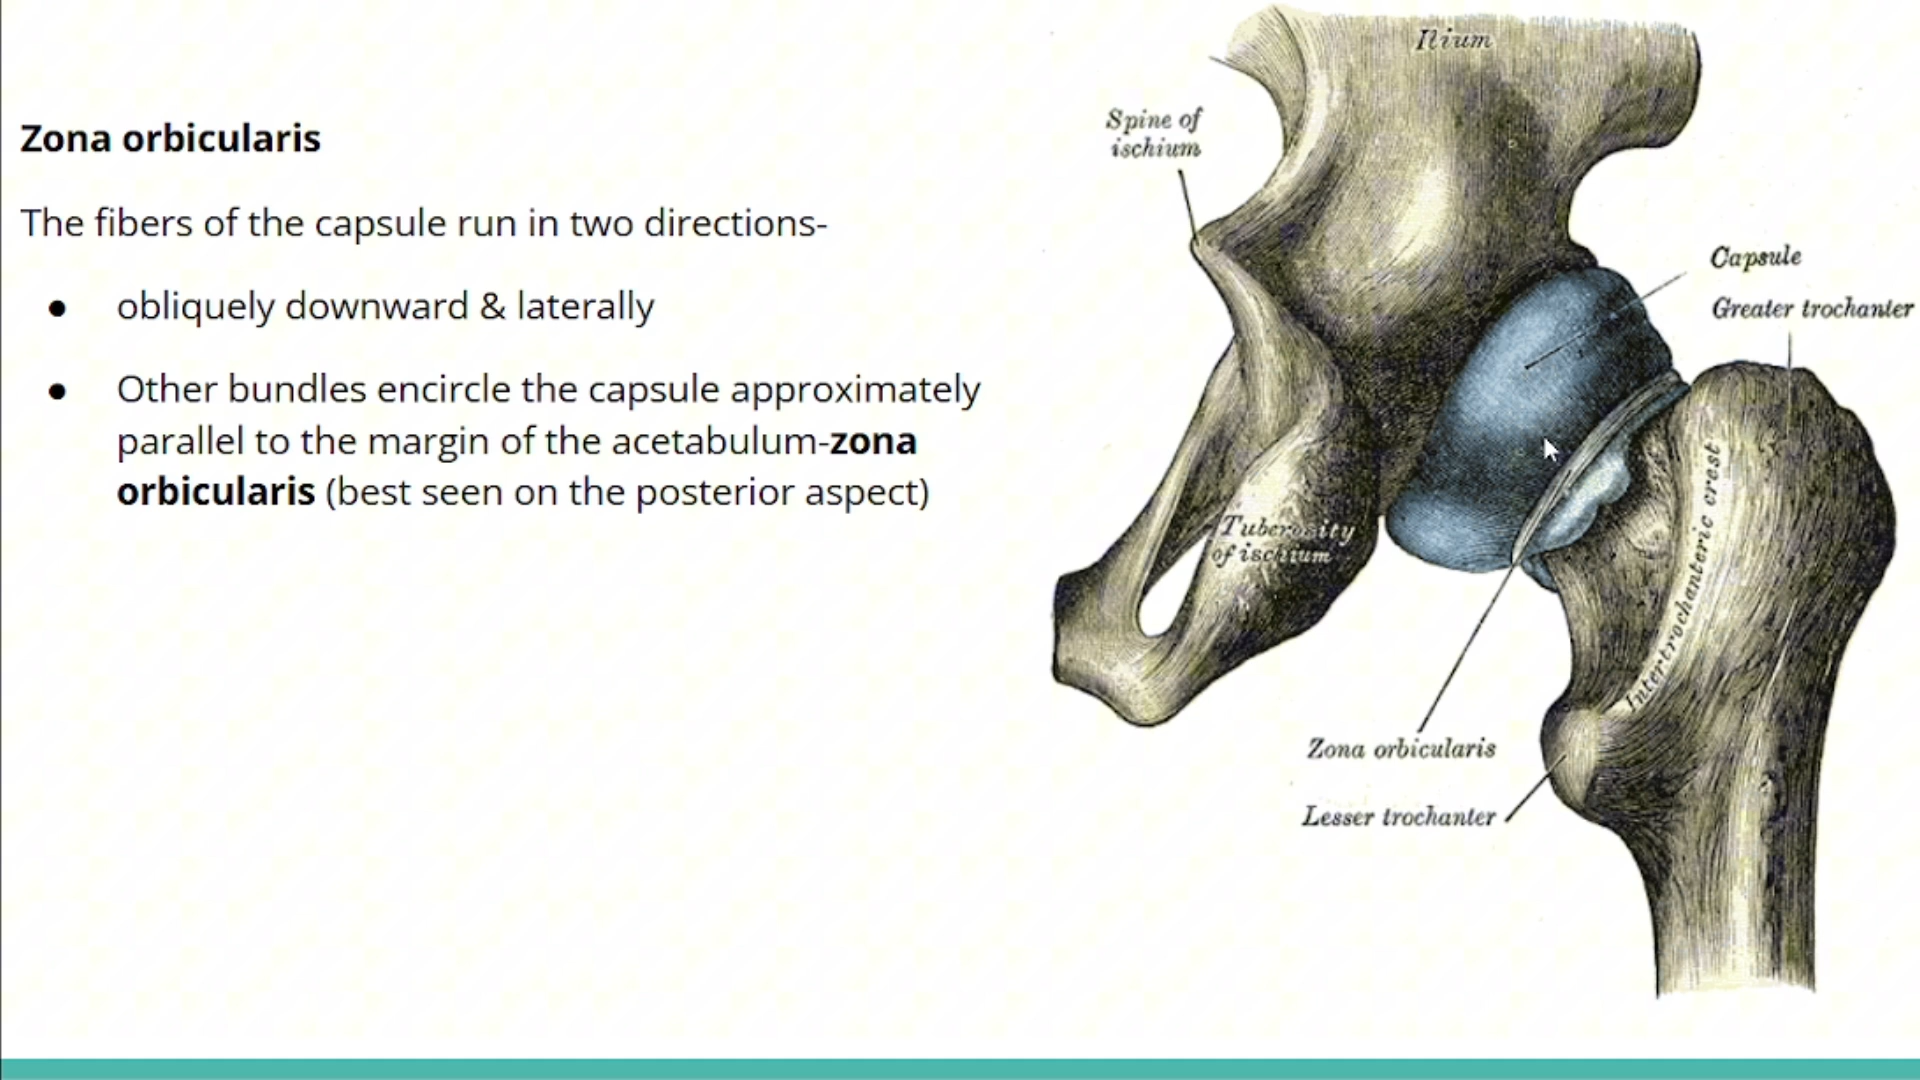 Zona orbicularis
The fibers of the capsule run in two directions-
● obliquely downward & laterally
● Other bundles encircle the capsule approximately
parallel to the margin of the acetabulum-zona
orbicularis (best seen on the posterior aspect)
Ilium
Spine of
ischium
Capsule
Greater trochanter
Tuberosity
of ischium
Intertrochanteric crest
Zona orbicularis
Lesser trochanter